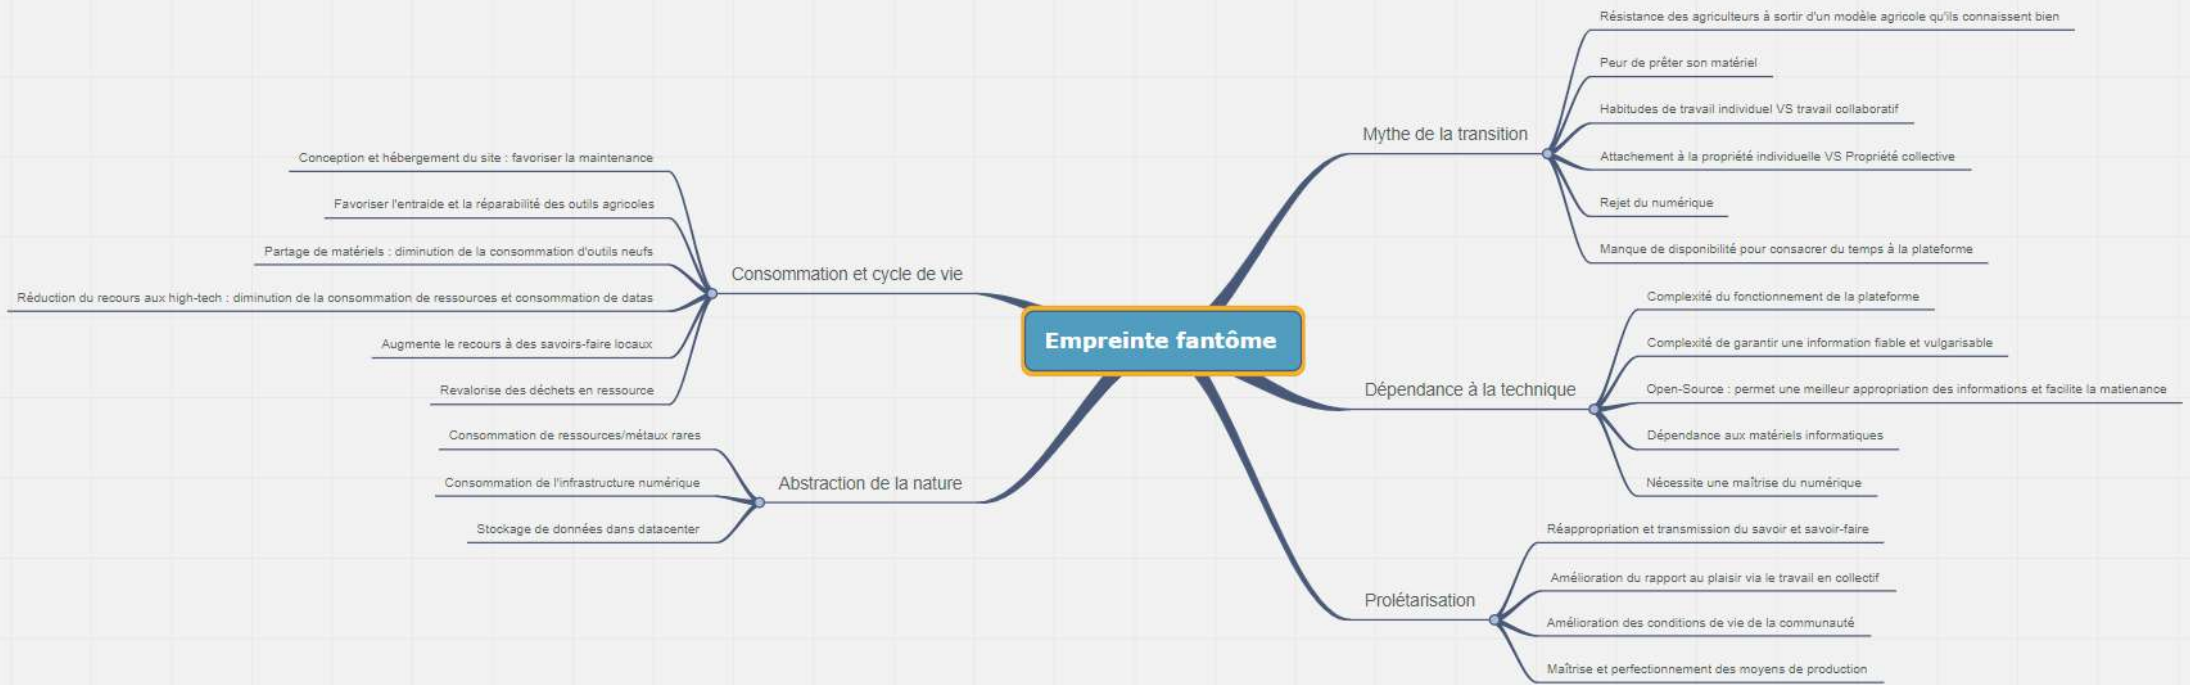 Empreinte fantôme
Mythe de la transition
Résistance des agriculteurs à sortir d'un modèle agricole qu'ils connaissent bien
Peur de prêter son matériel
Habitudes de travail individuel VS travail collaboratif
Attachement à la propriété individuelle VS Propriété collective
Rejet du numérique
Manque de disponibilité pour consacrer du temps à la plateforme
Dépendance à la technique
Complexité du fonctionnement de la plateforme
Complexité de garantir une information fiable et vulgarisable
Open-Source : permet une meilleur appropriation des informations et facilite la matienance
Dépendance aux matériels informatiques
Nécessite une maîtrise du numérique
Prolétarisation
Réappropriation et transmission du savoir et savoir-faire
Amélioration du rapport au plaisir via le travail en collectif
Amélioration des conditions de vie de la communauté
Maîtrise et perfectionnement des moyens de production
Consommation et cycle de vie
Conception et hébergement du site : favoriser la maintenance
Favoriser l'entraide et la réparabilité des outils agricoles
Partage de matériels : diminution de la consommation d'outils neufs
Réduction du recours aux high-tech : diminution de la consommation de ressources et consommation de datas
Augmente le recours à des savoirs-faire locaux
Revalorise des déchets en ressource
Abstraction de la nature
Consommation de ressources/métaux rares
Consommation de l'infrastructure numérique
Stockage de données dans datacenter